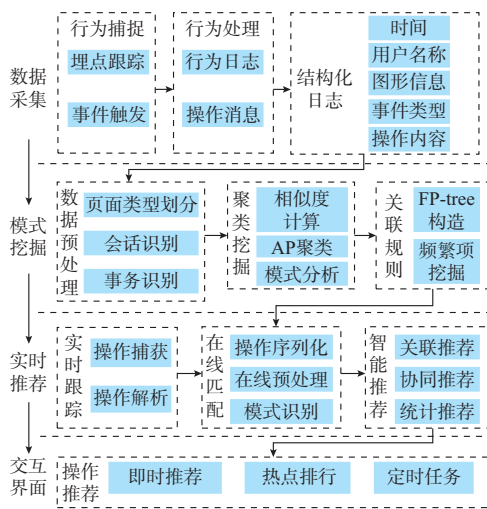 数据
采集
行为捕捉
埋点跟踪
事件触发
行为处理
行为日志
操作消息
结构化
日志
时间
用户名称
图形信息
事件类型
操作内容
模式
挖掘
数据预处理
页面类型划分
会话识别
事务识别
聚类挖掘
相似度
计算
AP聚类
模式分析
关联规则
FP-tree
构造
频繁项
挖掘
实时
推荐
实时跟踪
操作捕获
操作解析
在线匹配
操作序列化
在线预处理
模式识别
智能推荐
关联推荐
协同推荐
统计推荐
交互
界面
操作
推荐
即时推荐
热点排行
定时任务